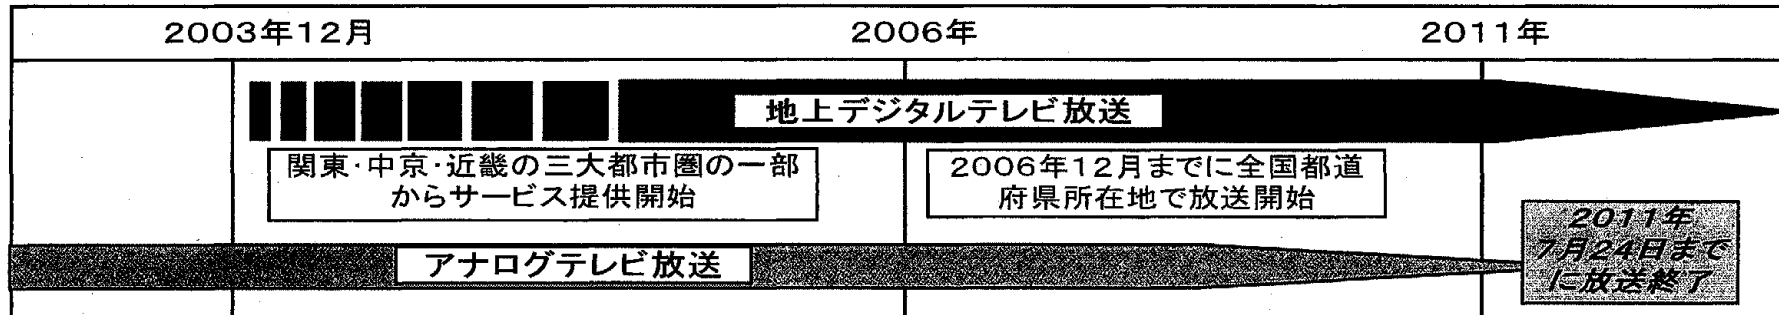 2003年12月
2006年
2011年
地上デジタルテレビ放送
関東・中京・近畿の三大都市圏の一部
からサービス提供開始
2006年12月までに全国都道
府県所在地で放送開始
アナログテレビ放送
2011年
7月24日まで
に放送終了